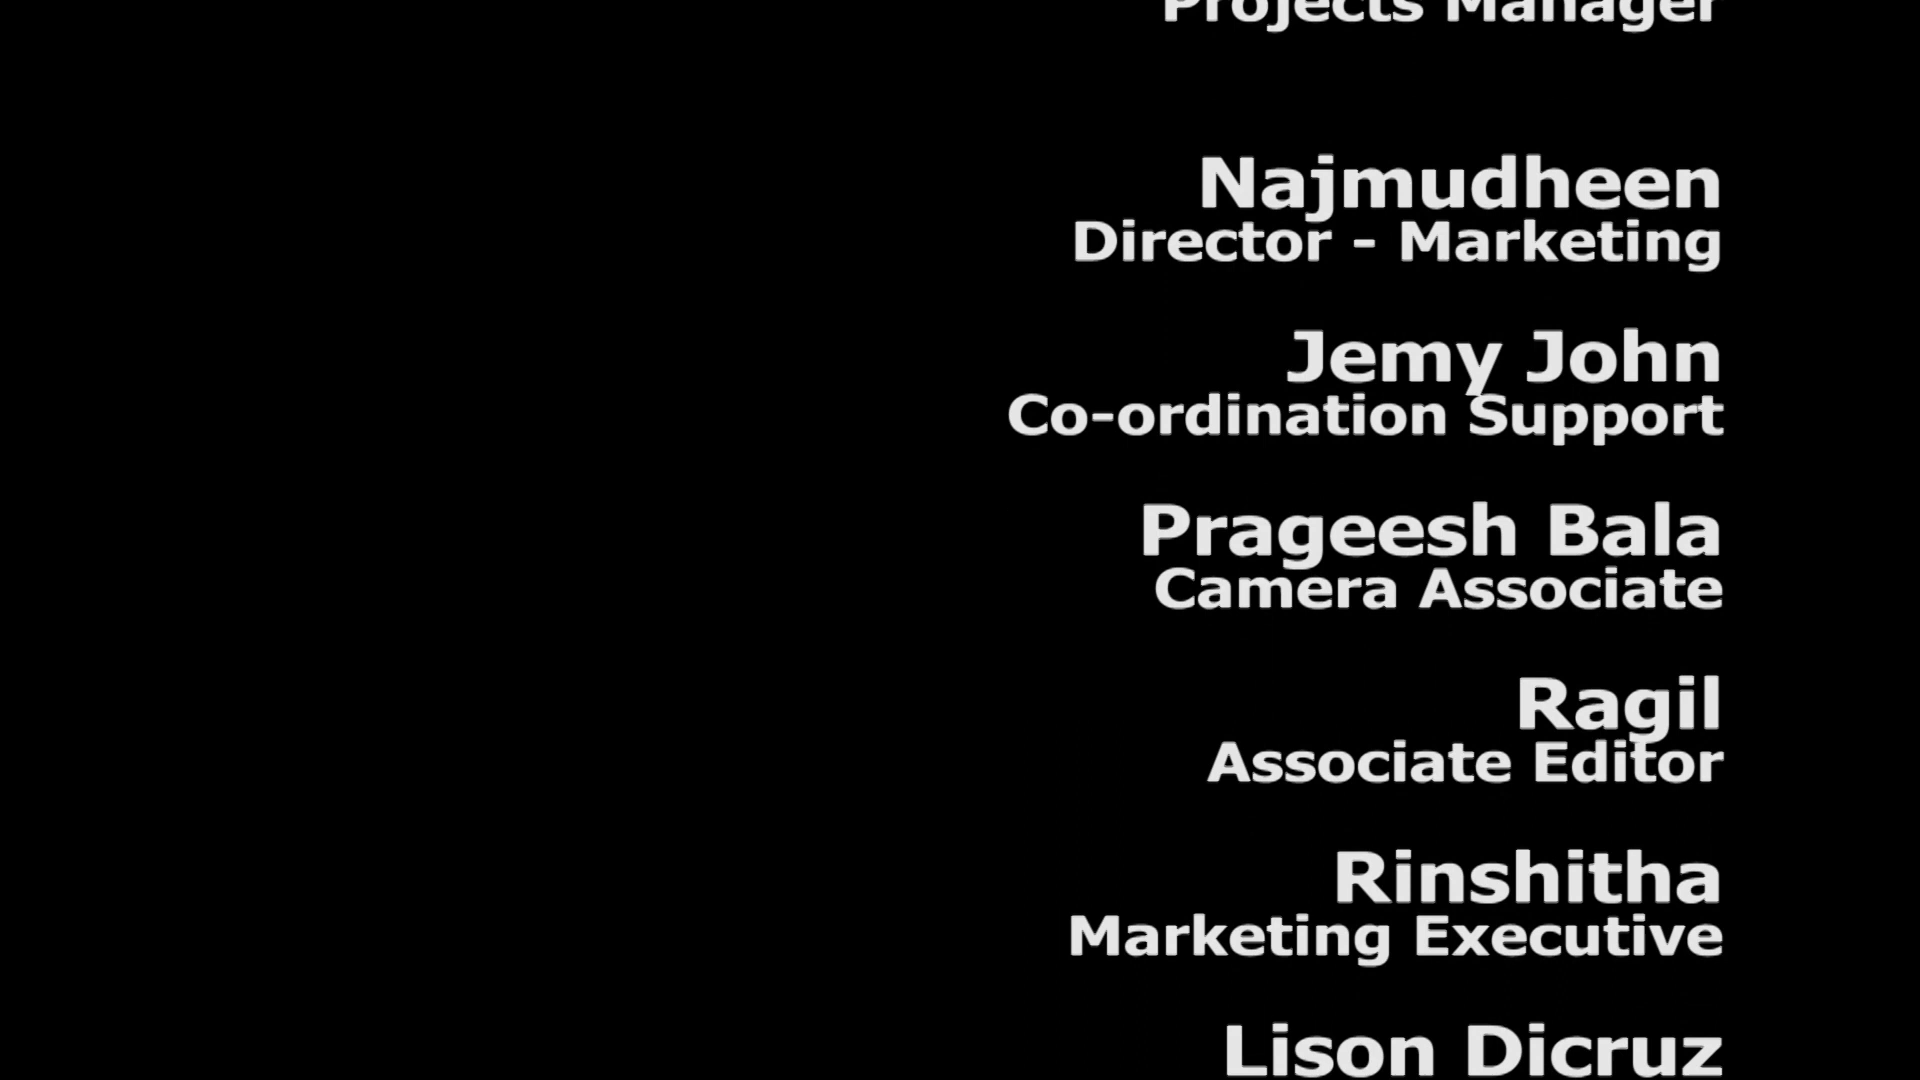 Projects Manager
Najmudheen
Director - Marketing
Jemy John
Co-ordination Support
Prageesh Bala
Camera Associate
Ragil
Associate Editor
Rinshitha
Marketing Executive
Lison Dicruz